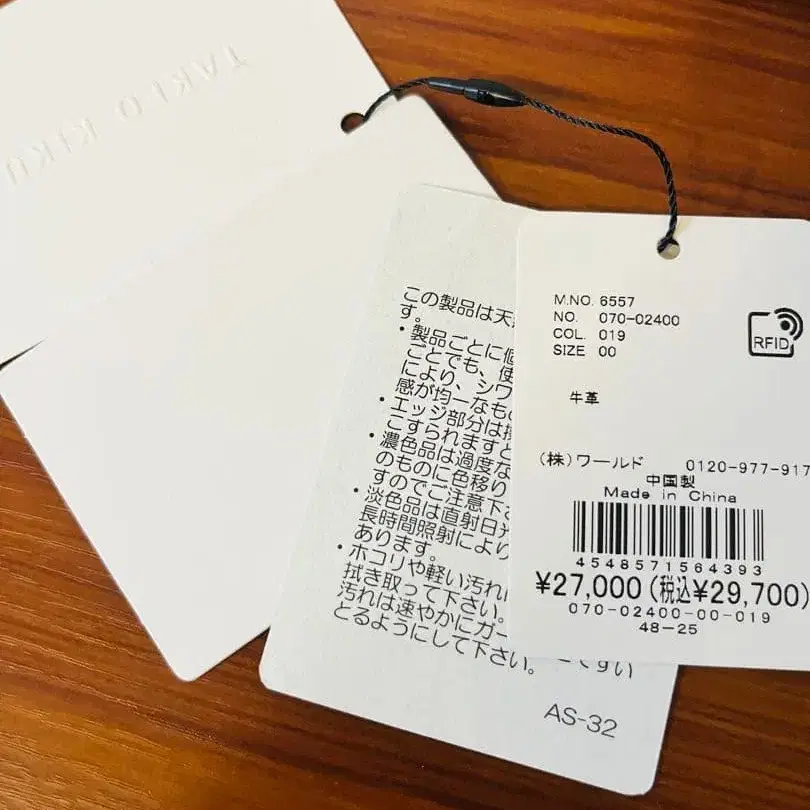 TAKEO KIKU
この製品は天
す。
・製品ごとに個
ごとでも、使
により、シワ
感が均一なもの
・エッジ部分は擦
こすられますと
・濃色品は過度な
のものに色移り
すのでご注意下さ
・淡色品は直射日光
長時間照射により
あります。
・ホコリや軽い汚れは
拭き取って下さい。
汚れは速やかにガー
とるようにして下さい。
AS-32
M.NO. 6557
NO. 070-02400
COL. 019
SIZE 00
RFID
牛革
(株)ワールド 0120-977-917
中国製
Made in China
4548571564393
¥27,000(税込¥29,700)
070-02400-00-019
48-25